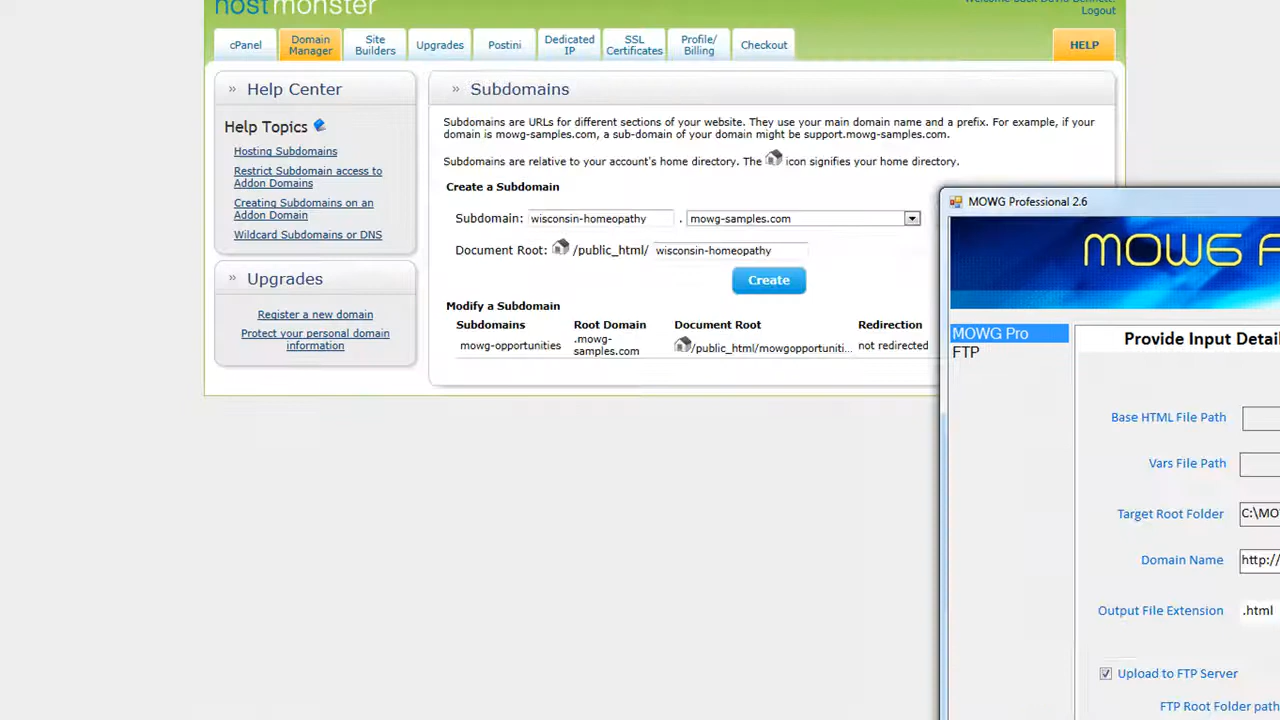 hostmonster
Logout
cPanel
Domain
Manager
Site
Builders
Upgrades
Postini
Dedicated
IP
SSL
Certificates
Profile/
Billing
Checkout
HELP
» Help Center
Help Topics
Hosting Subdomains
Restrict Subdomain access to
Addon Domains
Creating Subdomains on an
Addon Domain
Wildcard Subdomains or DNS
» Upgrades
Register a new domain
Protect your personal domain
information
» Subdomains
Subdomains are URLs for different sections of your website. They use your main domain name and a prefix. For example, if your
domain is mowg-samples.com, a sub-domain of your domain might be support.mowg-samples.com.
Subdomains are relative to your account's home directory. The icon signifies your home directory.
Create a Subdomain
Subdomain: wisconsin-homeopathy . mowg-samples.com
Document Root: /public_html/ wisconsin-homeopathy
Create
Modify a Subdomain
Subdomains Root Domain Document Root Redirection
mowg-opportunities .mowg-
samples.com /public_html/mowgopportuniti... not redirected
MOWG Professional 2.6
MOWG
MOWG Pro
FTP
Provide Input Detai
Base HTML File Path
Vars File Path
Target Root Folder C:\MO
Domain Name http://
Output File Extension .html
Upload to FTP Server
FTP Root Folder path